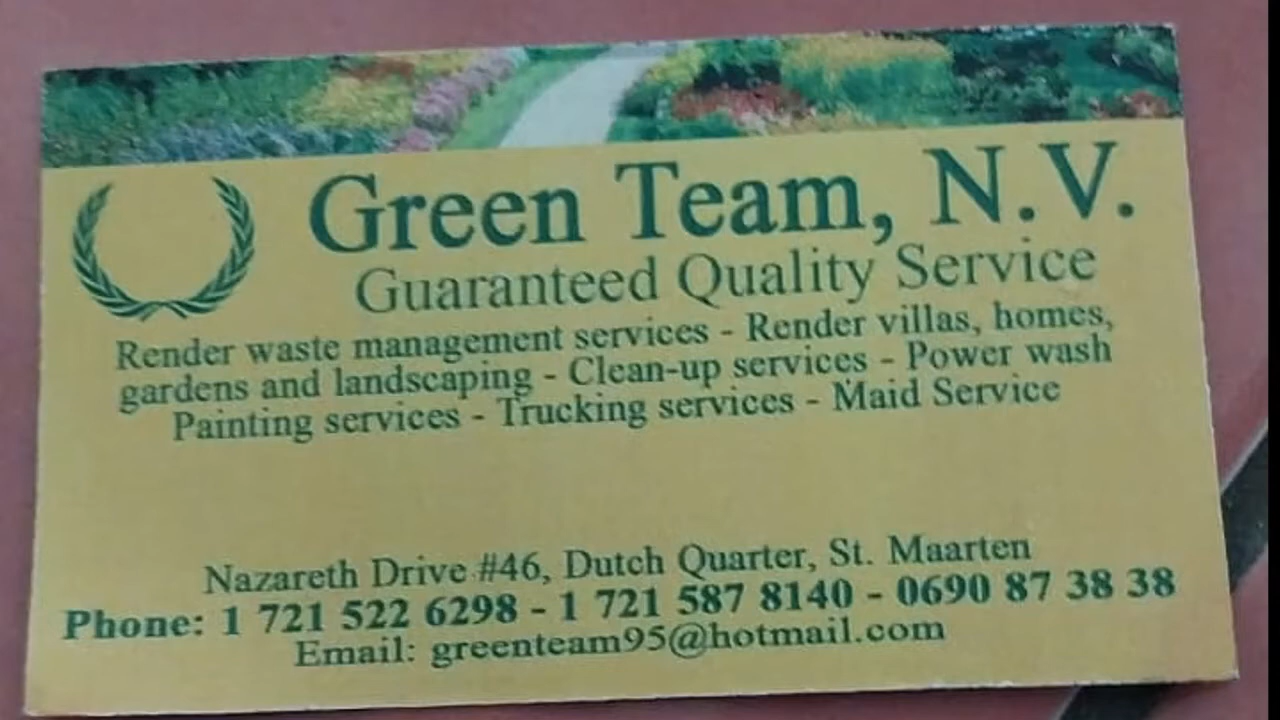 Green Team, N.V.
Guaranteed Quality Service
Render waste management services - Render villas, homes,
gardens and landscaping - Clean-up services - Power wash
Painting services - Trucking services - Maid Service
Nazareth Drive #46, Dutch Quarter, St. Maarten
Phone: 1 721 522 6298 - 1 721 587 8140 - 0690 87 38 38
Email: greenteam95@hotmail.com